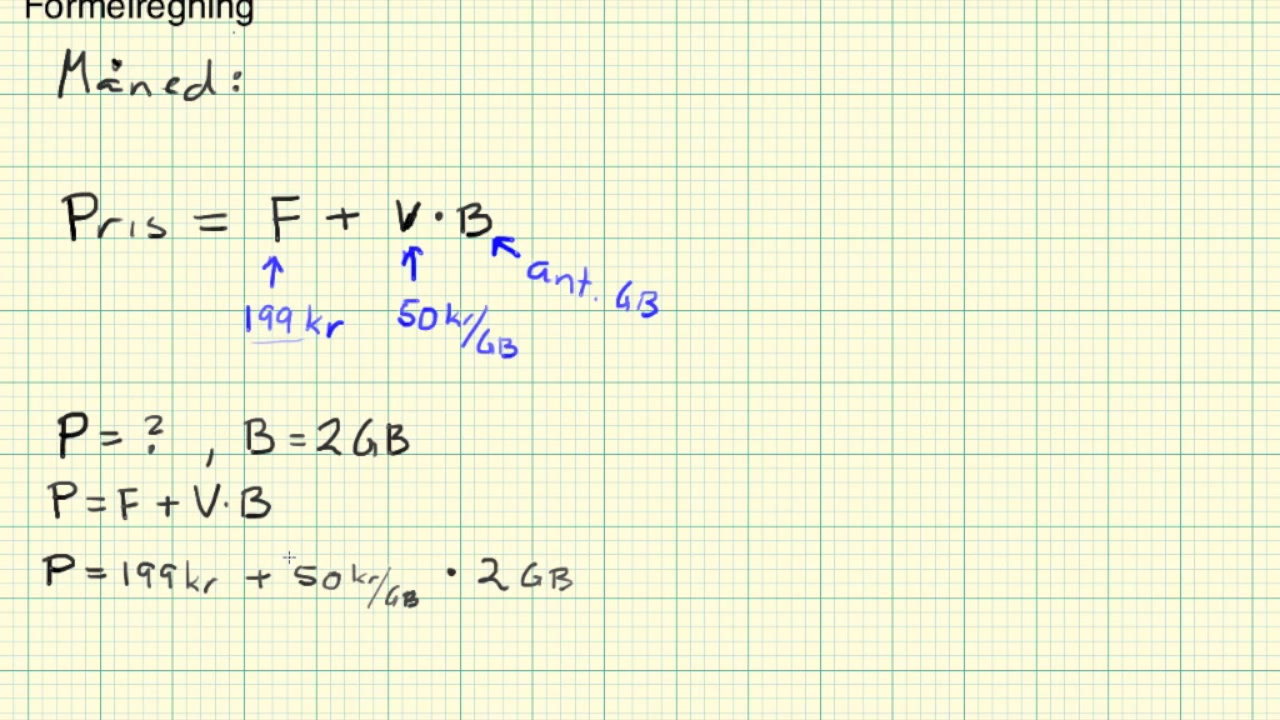 Formelregning
Måned:
Pris = F + V · B
ant. GB
199 kr
50 kr/GB
P = ? , B = 2 GB
P = F + V · B
P = 199 kr + 50 kr/GB · 2 GB